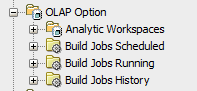 OLAP Option
Analytic Workspaces
Build Jobs Scheduled
Build Jobs Running
Build Jobs History